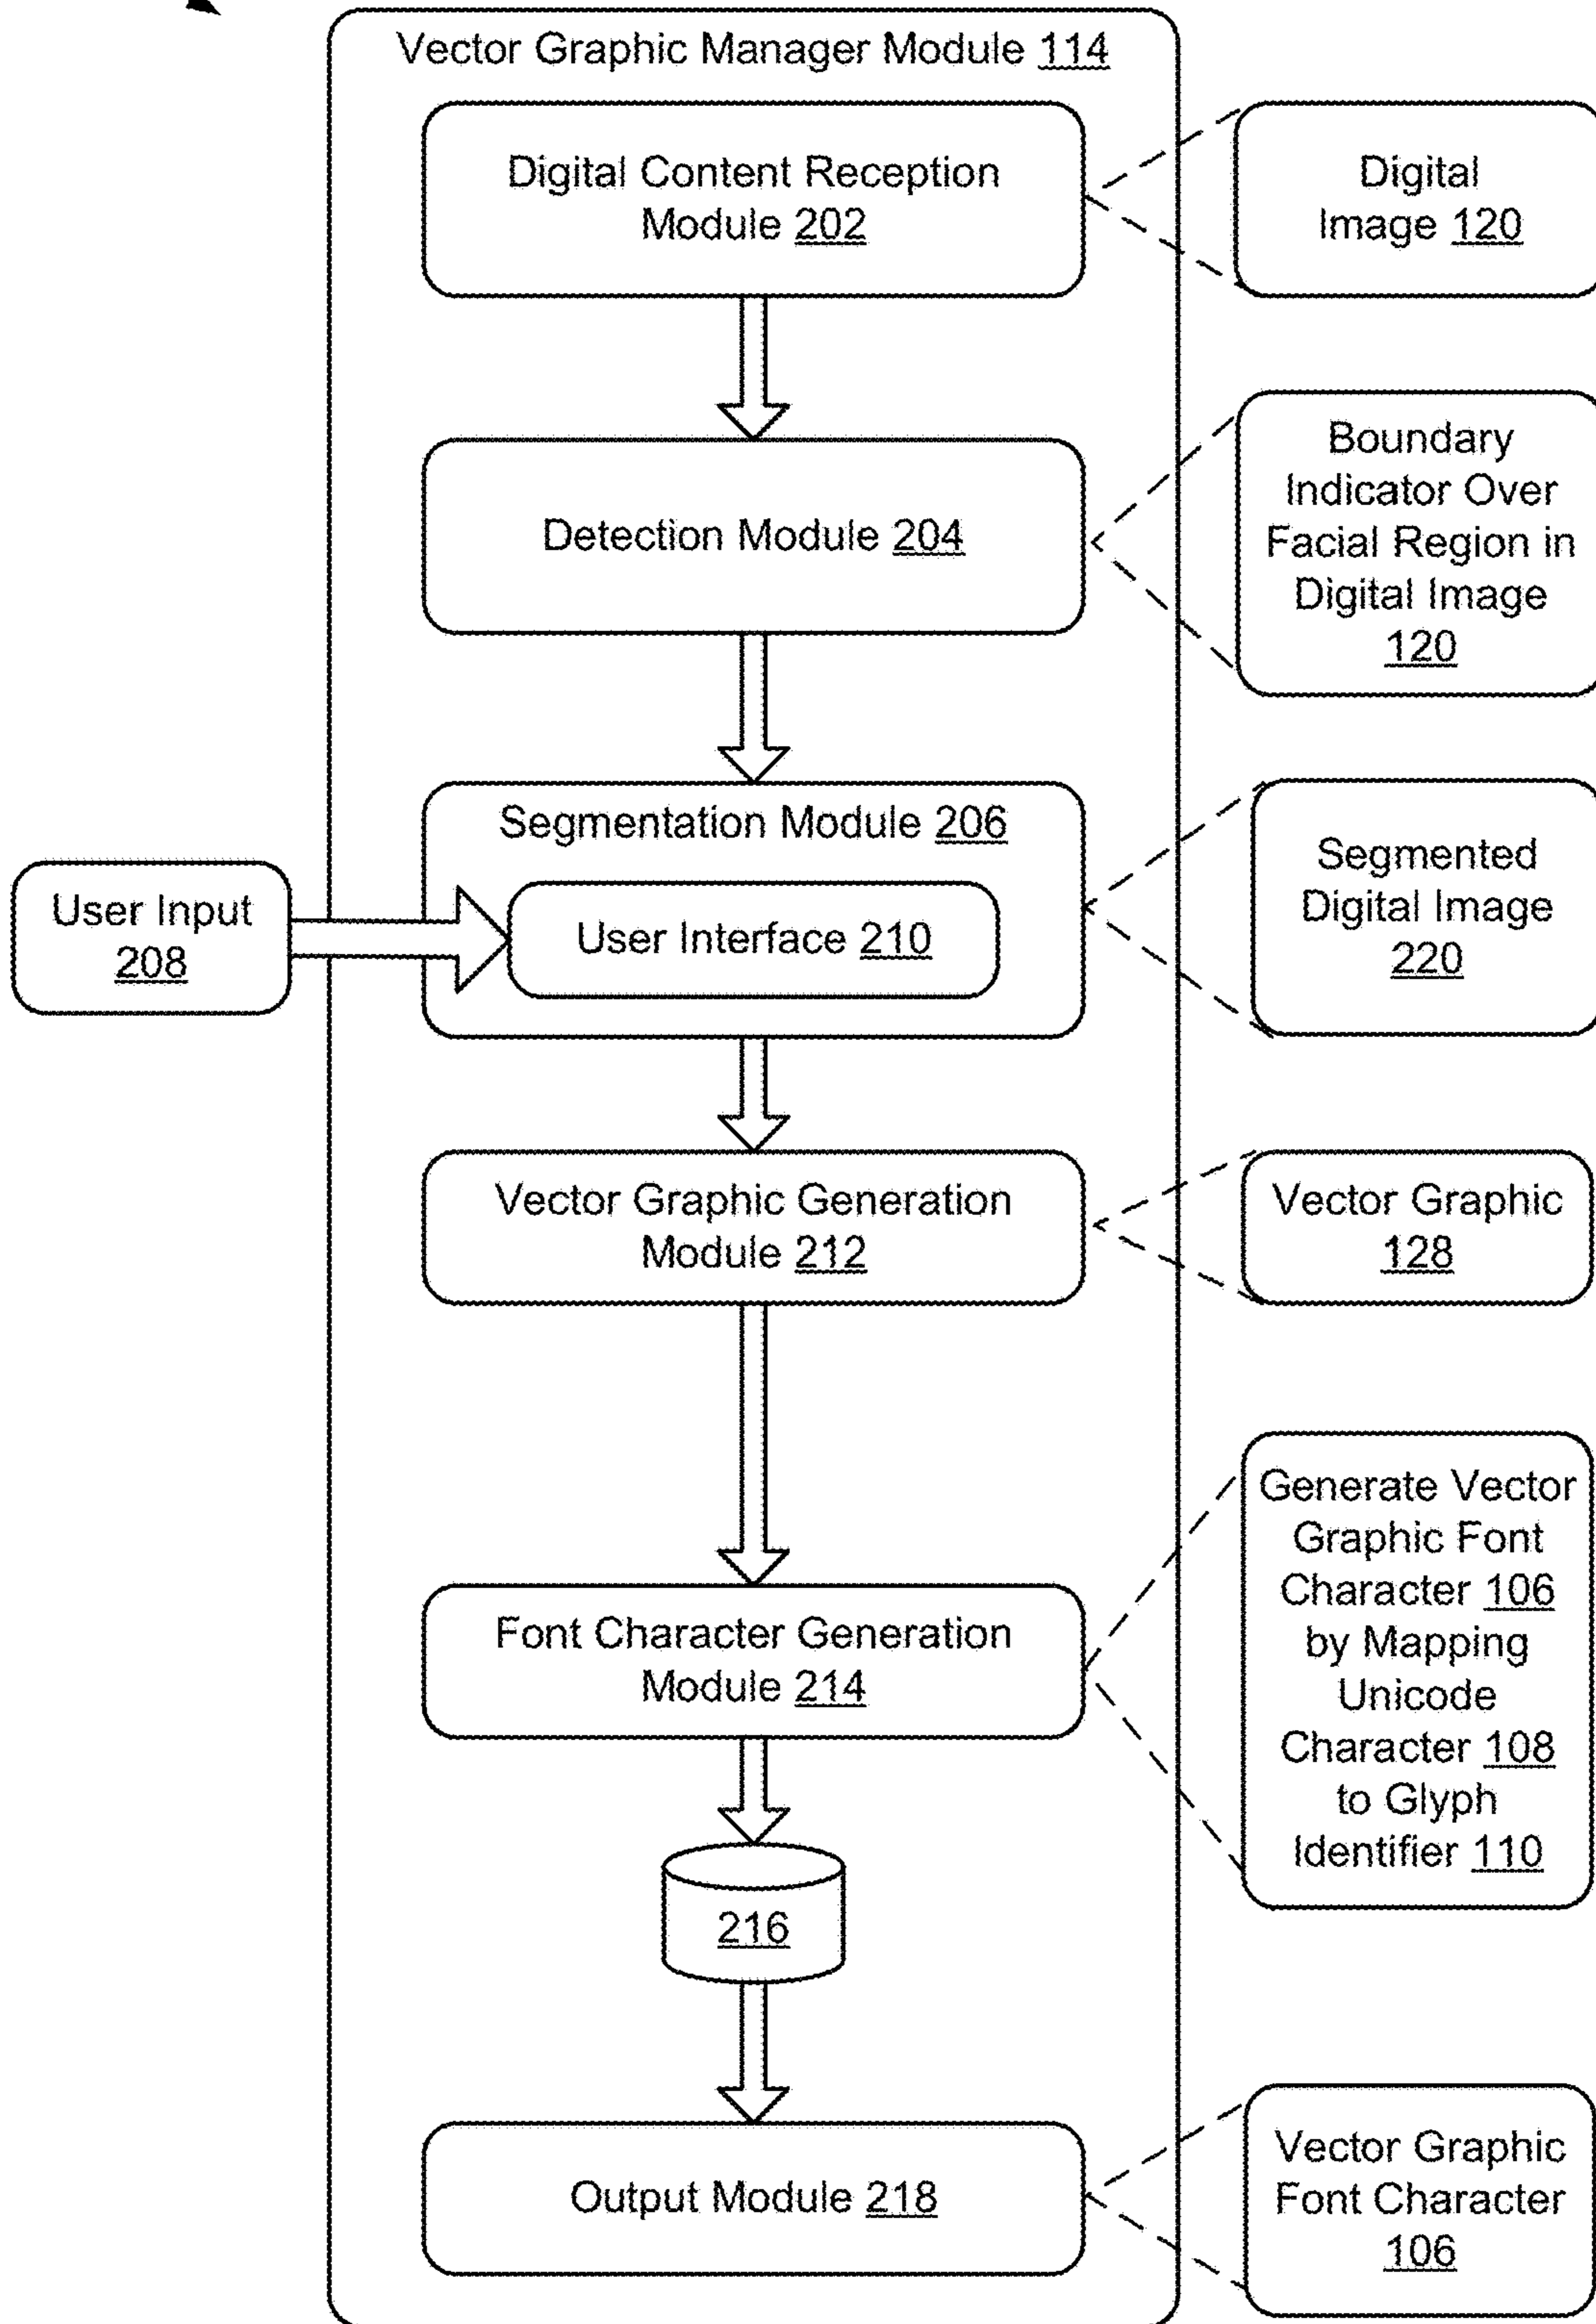 Vector Graphic Manager Module 114
Digital Content Reception
Module 202
Digital
Image 120
Detection Module 204
Boundary
Indicator Over
Facial Region in
Digital Image
120
Segmentation Module 206
User Input
208
User Interface 210
Segmented
Digital Image
220
Vector Graphic Generation
Module 212
Vector Graphic
128
Font Character Generation
Module 214
Generate Vector
Graphic Font
Character 106
by Mapping
Unicode
Character 108
to Glyph
Identifier 110
216
Output Module 218
Vector Graphic
Font Character
106